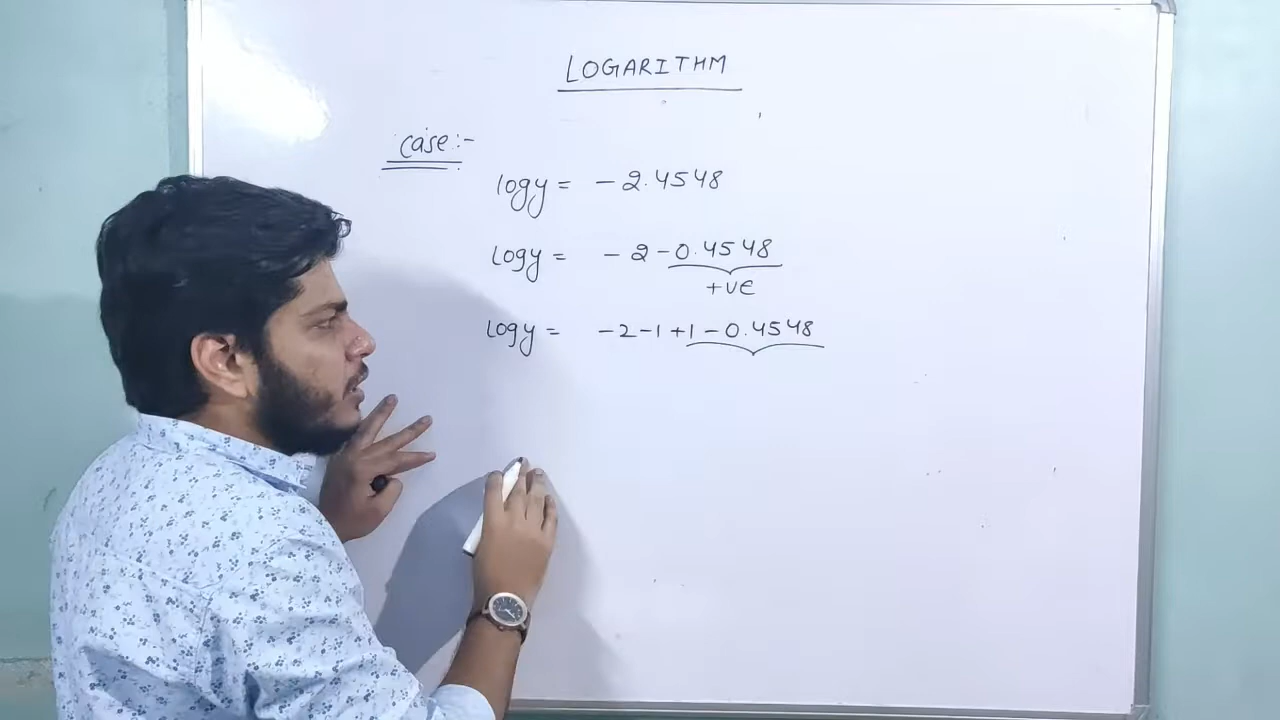 LOGARITHM
case:-
logy = -2.4548
logy = -2-0.4548
+ve
logy = -2-1+1-0.4548